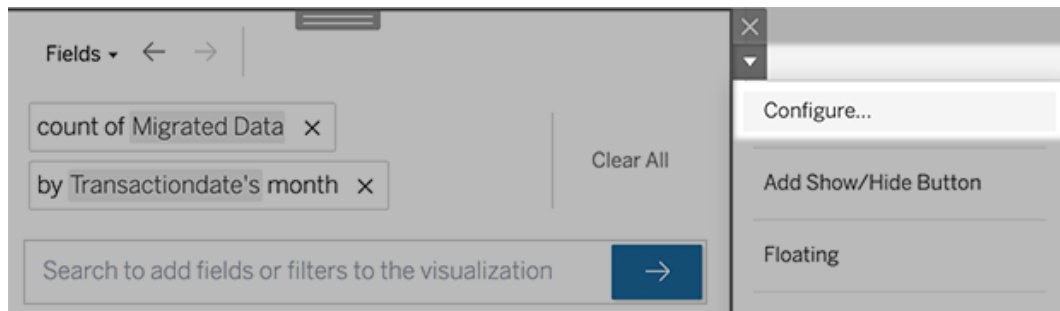 Fields
count of Migrated Data
by Transactiondate's month
Clear All
Search to add fields or filters to the visualization
Configure...
Add Show/Hide Button
Floating